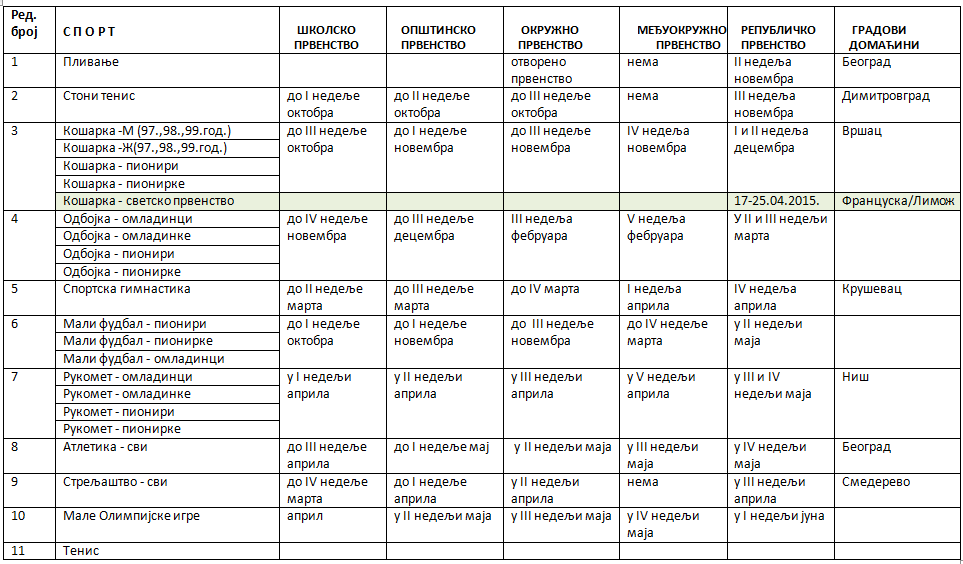 Ред. број
С П О Р Т
ШКОЛСКО ПРВЕНСТВО
ОПШТИНСКО ПРВЕНСТВО
ОКРУЖНО ПРВЕНСТВО
МЕЂУОКРУЖНО ПРВЕНСТВО
РЕПУБЛИЧКО ПРВЕНСТВО
ГРАДОВИ ДОМАЋИНИ
1
Пливање
отворено првенство
нема
II недеља новембра
Београд
2
Стони тенис
до I недеље октобра
до II недеље октобра
до III недеље октобра
нема
III недеља новембра
Димитровград
3
Кошарка -М (97.,98.,99.год.)
Кошарка -Ж(97.,98.,99.год.)
Кошарка - пионири
Кошарка - пионирке
до III недеље октобра
до I недеље новембра
до III недеље новембра
IV недеља новембра
I и II недеља децембра
Вршац
Кошарка - светско првенство
17-25.04.2015.
Француска/Лимож
4
Одбојка - омладинци
Одбојка - омладинке
Одбојка - пионири
Одбојка - пионирке
до IV недеље новембра
до III недеље децембра
III недеља фебруара
V недеља фебруара
У II и III недељи марта
5
Спортска гимнастика
до II недеље марта
до III недеље марта
до IV марта
I недеља априла
IV недеља априла
Крушевац
6
Мали фудбал - пионири
Мали фудбал - пионирке
Мали фудбал - омладинци
до I недеље октобра
до I недеље новембра
до III недеље новембра
до IV недеље марта
у II недељи маја
7
Рукомет - омладинци
Рукомет - омладинке
Рукомет - пионири
Рукомет - пионирке
у I недељи априла
у II недељи априла
у III недељи априла
у V недељи априла
у III и IV недељи маја
Ниш
8
Атлетика - сви
до III недеље априла
до I недеље мај
у II недељи маја
у III недељи маја
у IV недељи маја
Београд
9
Стрељаштво - сви
до IV недеље марта
до I недеље априла
у II недељи априла
нема
у III недељи априла
Смедерево
10
Мале Олимпијске игре
април
у II недељи маја
у III недељи маја
у IV недељи маја
у I недељи јуна
11
Тенис